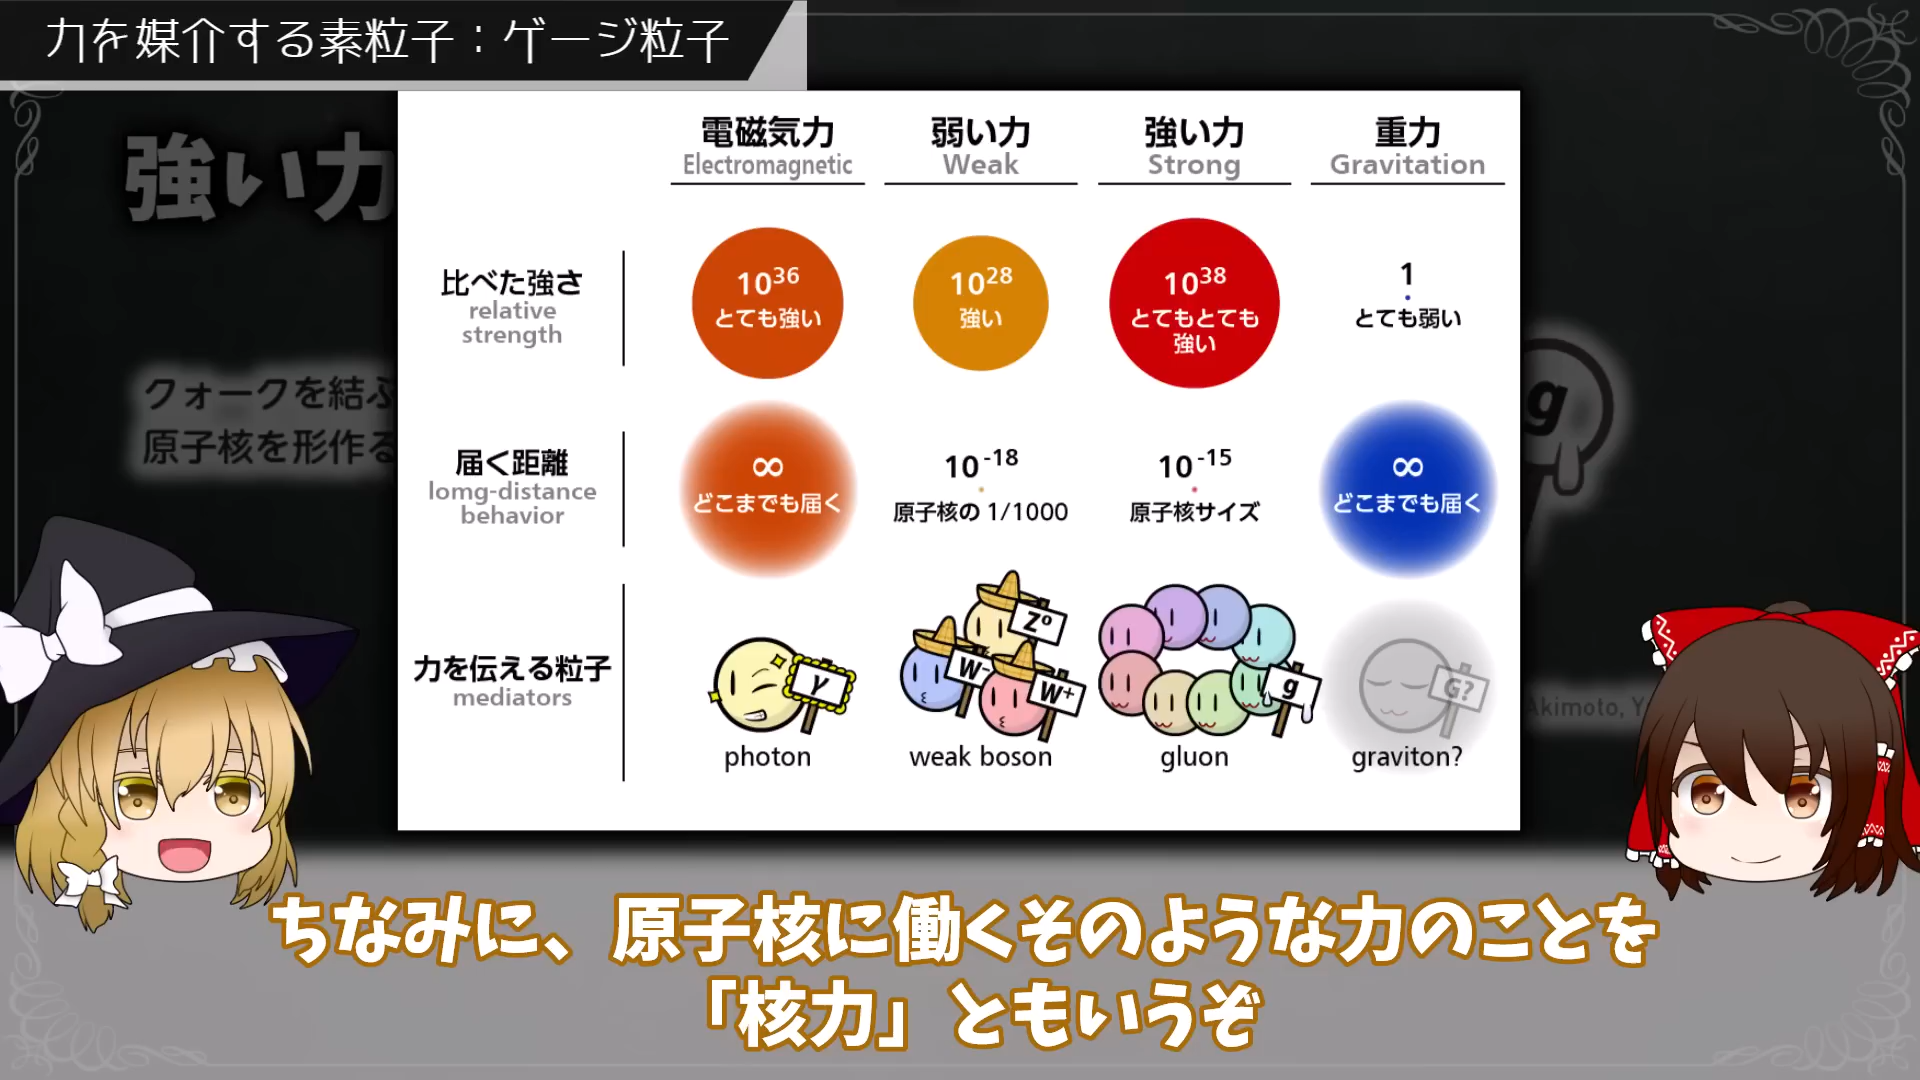 力を媒介する素粒子：ゲージ粒子
強い力
クォークを結ぶ
原子核を形作る
電磁気力
Electromagnetic
弱い力
Weak
強い力
Strong
重力
Gravitation
比べた強さ
relative
strength
10^36
とても強い
10^28
強い
10^38
とてもとても
強い
1
とても弱い
届く距離
lomg-distance
behavior
∞
どこまでも届く
10^-18
原子核の 1/1000
10^-15
原子核サイズ
∞
どこまでも届く
力を伝える粒子
mediators
γ
photon
Z⁰
W⁻
W⁺
weak boson
g
gluon
G?
graviton?
g
Akimoto,
ちなみに、原子核に働くそのような力のことを
「核力」ともいうぞ